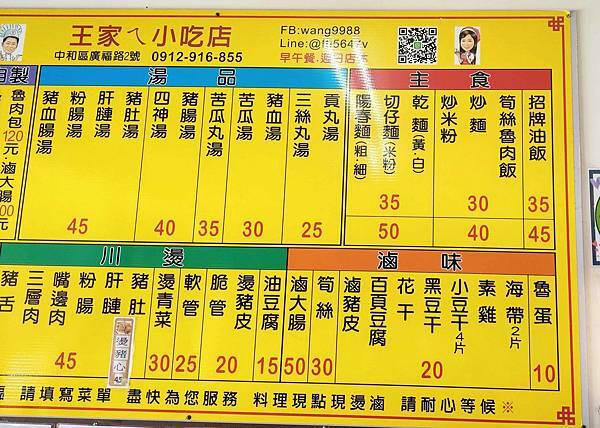 王家ㄟ小吃店
中和區廣福路2號 0912-916-855
FB:wang9988
早午餐.週日店休
主食
招牌油飯 35 45
筍絲魯肉飯
炒麵
炒米粉
30 40
乾麵(黃.白)
切仔麵(米粉)
陽春麵(粗.細)
35 50
湯品
貢丸湯
三絲丸湯
25
豬血湯
苦瓜湯
30
苦瓜丸湯
35
豬腸湯
四神湯
40
豬肚湯
肝腱湯
粉腸湯
豬血腸湯
45
自製
魯肉包120元.滷大腸
滷味
魯蛋
10
海帶2片
素雞
小豆干4片
黑豆干
花干
百頁豆腐
滷豬皮
20
筍絲
30
滷大腸
50
川燙
油豆腐
15
燙豬皮
脆管
20
軟管
25
燙青菜
30
豬肚
肝腱
粉腸
嘴邊肉
三層肉
豬舌
45
燙豬心
45
請填寫菜單 盡快為您服務 料理現點現燙滷 請耐心等候※